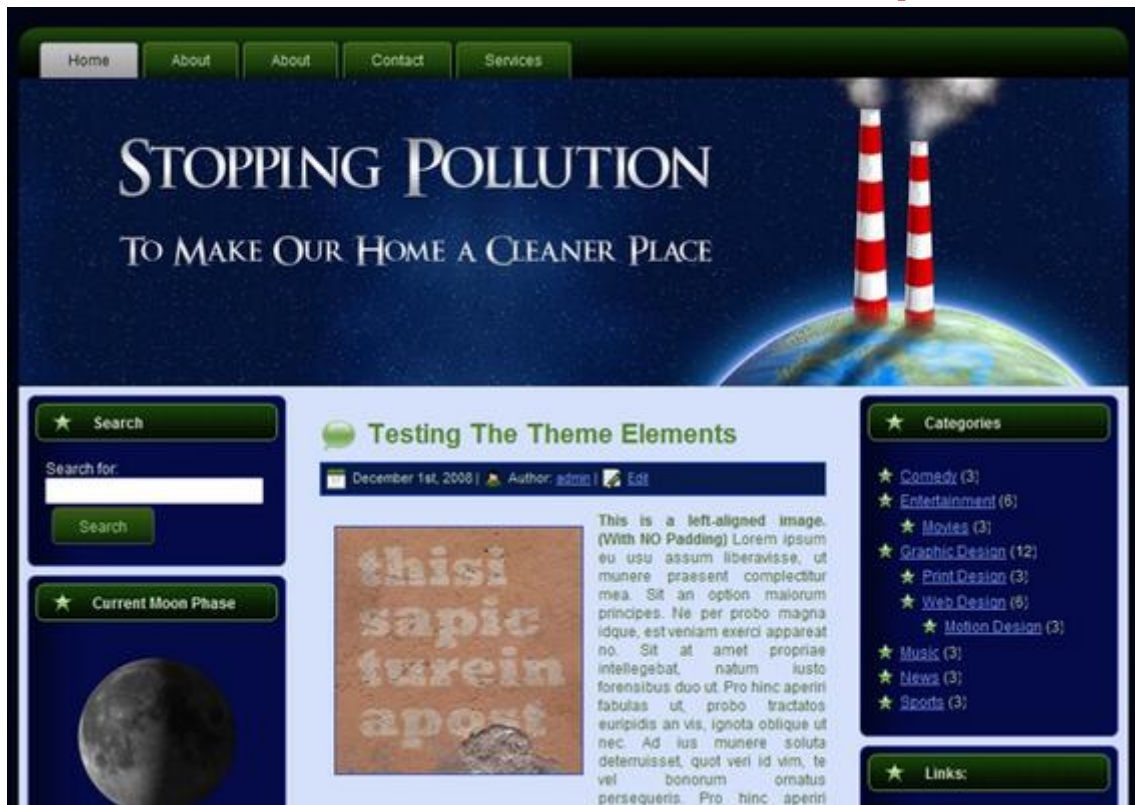 Home
About
About
Contact
Services
STOPPING POLLUTION
TO MAKE OUR HOME A CLEANER PLACE
Search
Search for:
Search
Current Moon Phase
Testing The Theme Elements
December 1st, 2008 | Author: admin | Edit
thisi
sapic
turein
apost
This is a left-aligned image.
(With NO Padding) Lorem ipsum
eu usu assum liberavisse, ut
munere praesent complectitur
mea. Sit an option maiorum
principes. Ne per probo magna
idque, est veniam exerci appareat
no. Sit at amet propriae
intellegebat, natum iusto
forensibus duo ut. Pro hinc aperiri
fabulas ut, probo tractatos
euripidis an vis, ignota oblique ut
nec. Ad ius munere soluta
deterruisset, quot veri id vim, te
vel bonorum ornatus
persequeris. Pro hinc aperiri
Categories
Comedy (3)
Entertainment (6)
Movies (3)
Graphic Design (12)
Print Design (3)
Web Design (6)
Motion Design (3)
Music (3)
News (3)
Sports (3)
Links: